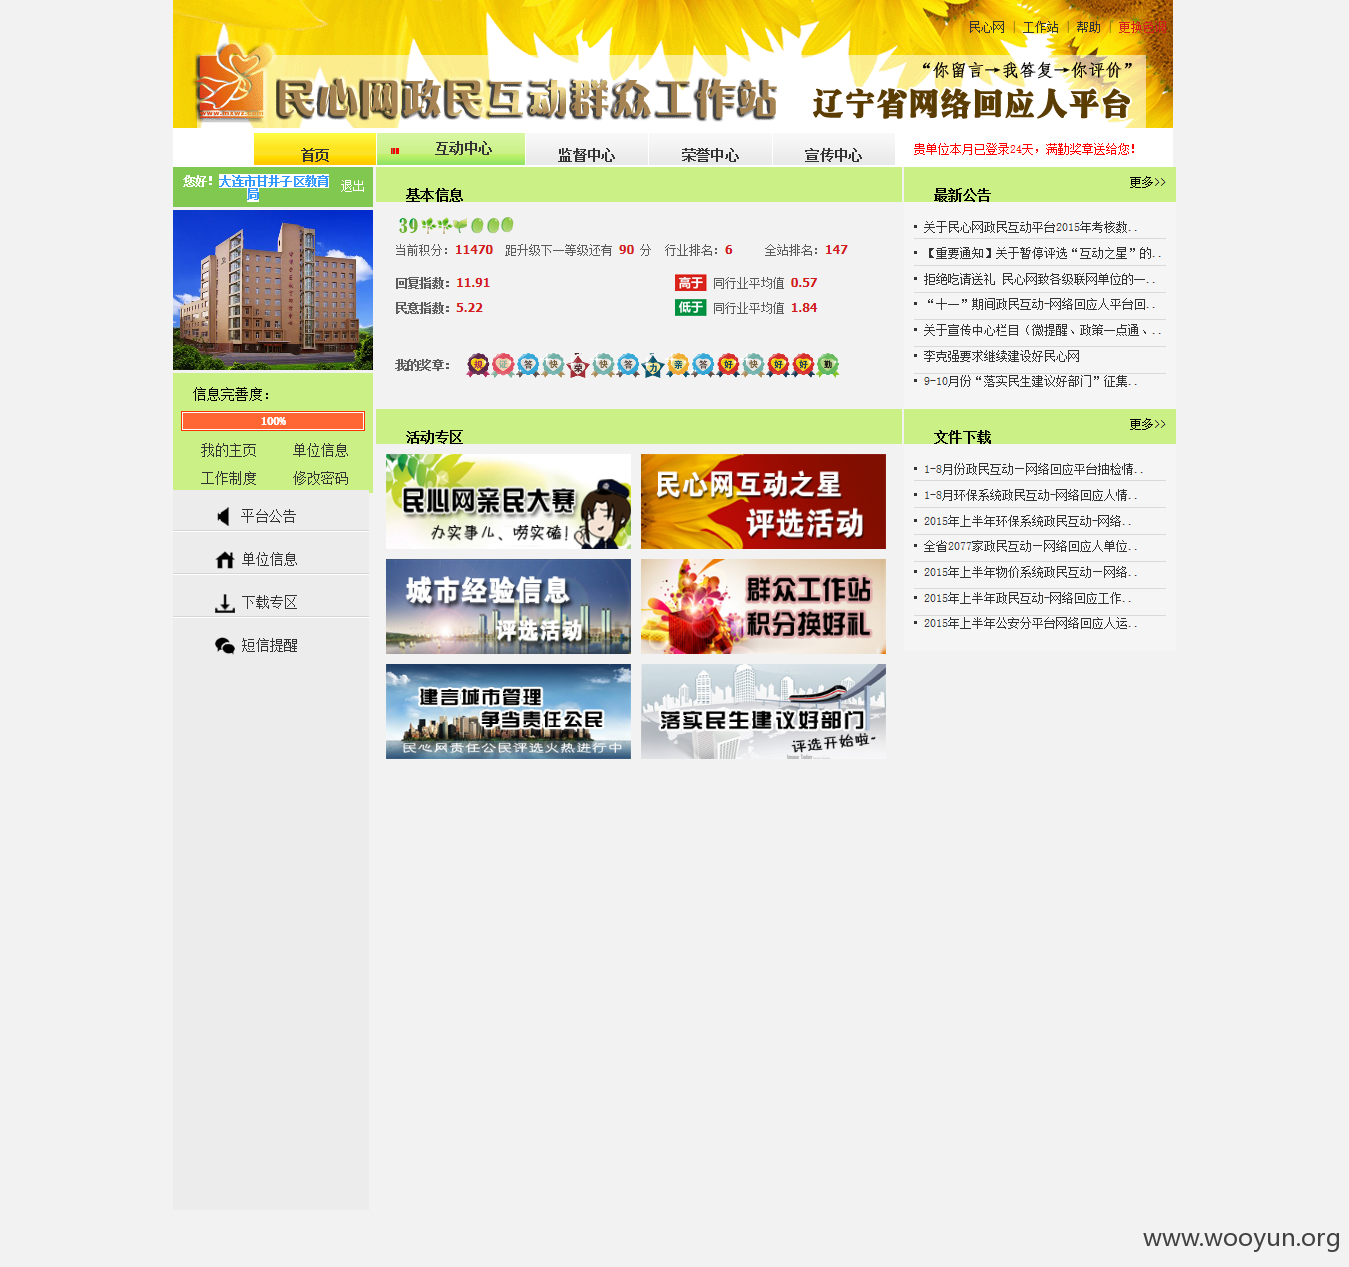 民心网 | 工作站 | 帮助 | 更换
“你留言→我答复→你评价”
www.mxwz.com
民心网政民互动群众工作站
辽宁省网络回应人平台
首页
互动中心
监督中心
荣誉中心
宣传中心
贵单位本月已登录24天，满勤奖章送给您！
您好！大连市甘井子区教育局
退出
信息完善度：
100%
我的主页
单位信息
工作制度
修改密码
平台公告
单位信息
下载专区
短信提醒
基本信息
39
当前积分：11470 距升级下一等级还有 90 分 行业排名：6 全站排名：147
回复指数：11.91
高于 同行业平均值 0.57
民意指数：5.22
低于 同行业平均值 1.84
我的奖章：
答 快 荣 快 答 力 亲 答 好 快 好 好 勤
活动专区
民心网亲民大赛
办实事儿、唠实磕！
民心网互动之星
评选活动
城市经验信息
评选活动
群众工作站
积分换好礼
建言城市管理
争当责任公民
民心网责任公民评选火热进行中
落实民生建议好部门
评选开始啦~
最新公告
更多>>
关于民心网政民互动平台2015年考核数..
【重要通知】关于暂停评选“互动之星”的..
拒绝吃请送礼 民心网致各级联网单位的一..
“十一”期间政民互动-网络回应人平台回..
关于宣传中心栏目（微提醒、政策一点通、..
李克强要求继续建设好民心网
9-10月份“落实民生建议好部门”征集..
文件下载
更多>>
1-8月份政民互动—网络回应平台抽检情..
1-8月环保系统政民互动-网络回应人情..
2015年上半年环保系统政民互动-网络..
全省2077家政民互动—网络回应人单位..
2015年上半年物价系统政民互动—网络..
2015年上半年政民互动-网络回应工作..
2015年上半年公安分平台网络回应人运..
www.wooyun.org